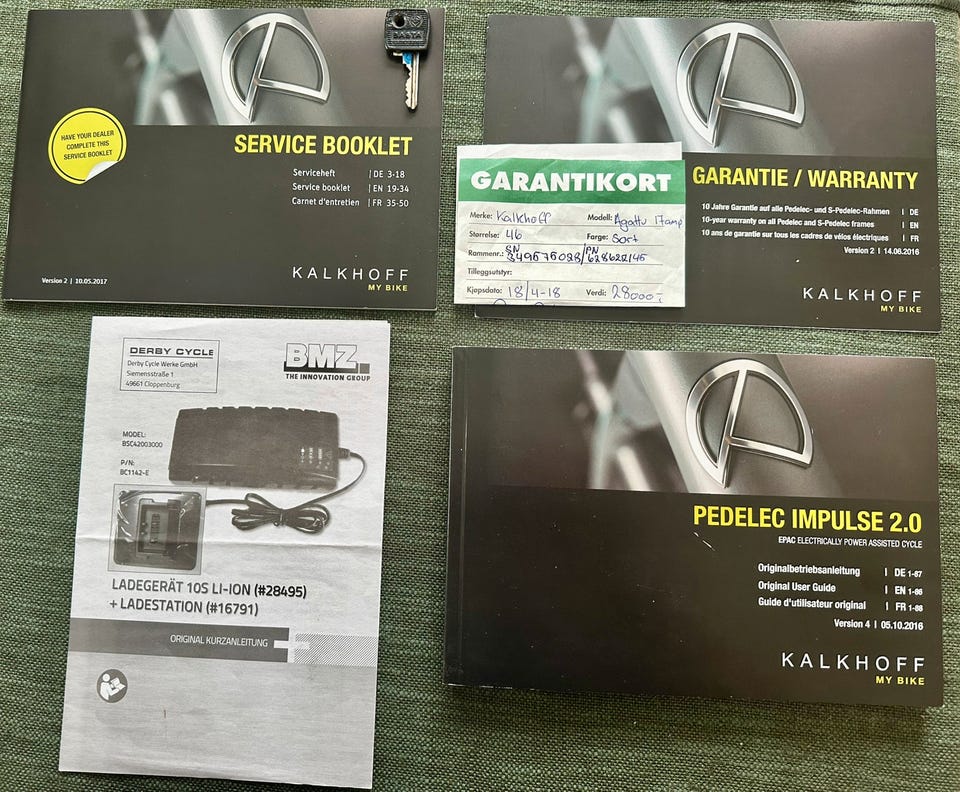 BASTA
HAVE YOUR DEALER
COMPLETE THIS
SERVICE BOOKLET
SERVICE BOOKLET
Serviceheft | DE 3-18
Service booklet | EN 19-34
Carnet d'entretien | FR 35-50
Version 2 | 10.05.2017
KALKHOFF
MY BIKE
GARANTIE / WARRANTY
10 Jahre Garantie auf alle Pedelec- und S-Pedelec-Rahmen | DE
10-year warranty on all Pedelec and S-Pedelec frames | EN
10 ans de garantie sur tous les cadres de vélos électriques | FR
Version 2 | 14.06.2016
KALKHOFF
MY BIKE
GARANTIKORT
Merke: Kalkhoff Modell: Agattu 17amp
Størrelse: 46 Farge: Sort
Rammenr.: SN 349575028/PN 628622145
Tilleggsutstyr:
Kjøpsdato: 18/4-18 Verdi: 28000,-
DERBY CYCLE
Derby Cycle Werke GmbH
Siemensstraße 1
49661 Cloppenburg
BMZ
THE INNOVATION GROUP
MODEL:
BSC42003000
P/N:
BC1142-E
LADEGERÄT 10S LI-ION (#28495)
+ LADESTATION (#16791)
ORIGINAL KURZANLEITUNG
PEDELEC IMPULSE 2.0
EPAC ELECTRICALLY POWER ASSISTED CYCLE
Originalbetriebsanleitung | DE 1-87
Original User Guide | EN 1-86
Guide d'utilisateur original | FR 1-88
Version 4 | 05.10.2016
KALKHOFF
MY BIKE